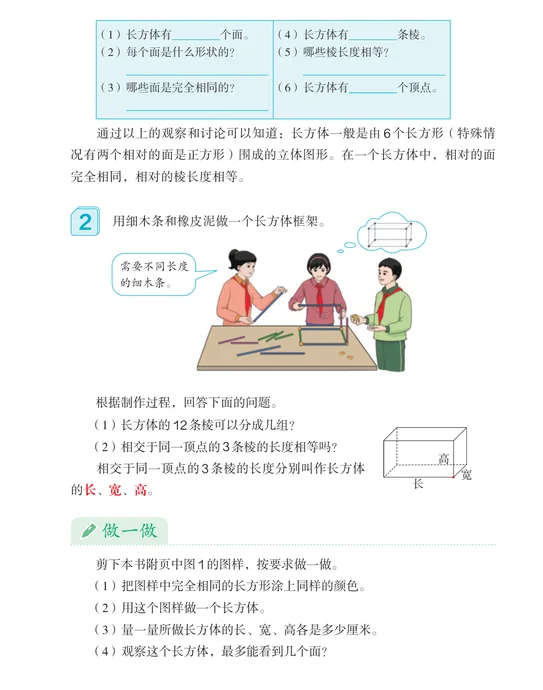 （1）长方体有________个面。
（2）每个面是什么形状的？
（3）哪些面是完全相同的？
（4）长方体有________条棱。
（5）哪些棱长度相等？
（6）长方体有________个顶点。
通过以上的观察和讨论可以知道：长方体一般是由6个长方形（特殊情
况有两个相对的面是正方形）围成的立体图形。在一个长方体中，相对的面
完全相同，相对的棱长度相等。
2 用细木条和橡皮泥做一个长方体框架。
需要不同长度
的细木条。
根据制作过程，回答下面的问题。
（1）长方体的12条棱可以分成几组？
（2）相交于同一顶点的3条棱的长度相等吗？
相交于同一顶点的3条棱的长度分别叫作长方体
的长、宽、高。
高
宽
长
做一做
剪下本书附页中图1的图样，按要求做一做。
（1）把图样中完全相同的长方形涂上同样的颜色。
（2）用这个图样做一个长方体。
（3）量一量所做长方体的长、宽、高各是多少厘米。
（4）观察这个长方体，最多能看到几个面？